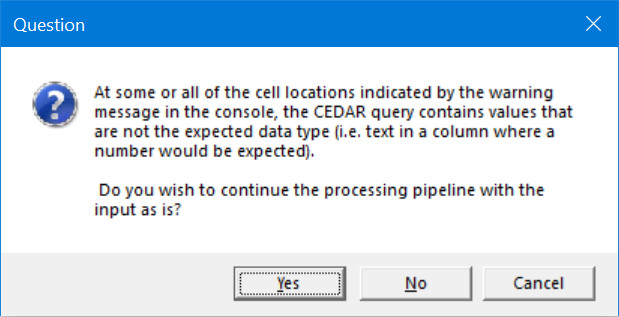 Question
At some or all of the cell locations indicated by the warning
message in the console, the CEDAR query contains values that
are not the expected data type (i.e. text in a column where a
number would be expected).
Do you wish to continue the processing pipeline with the
input as is?
Yes
No
Cancel